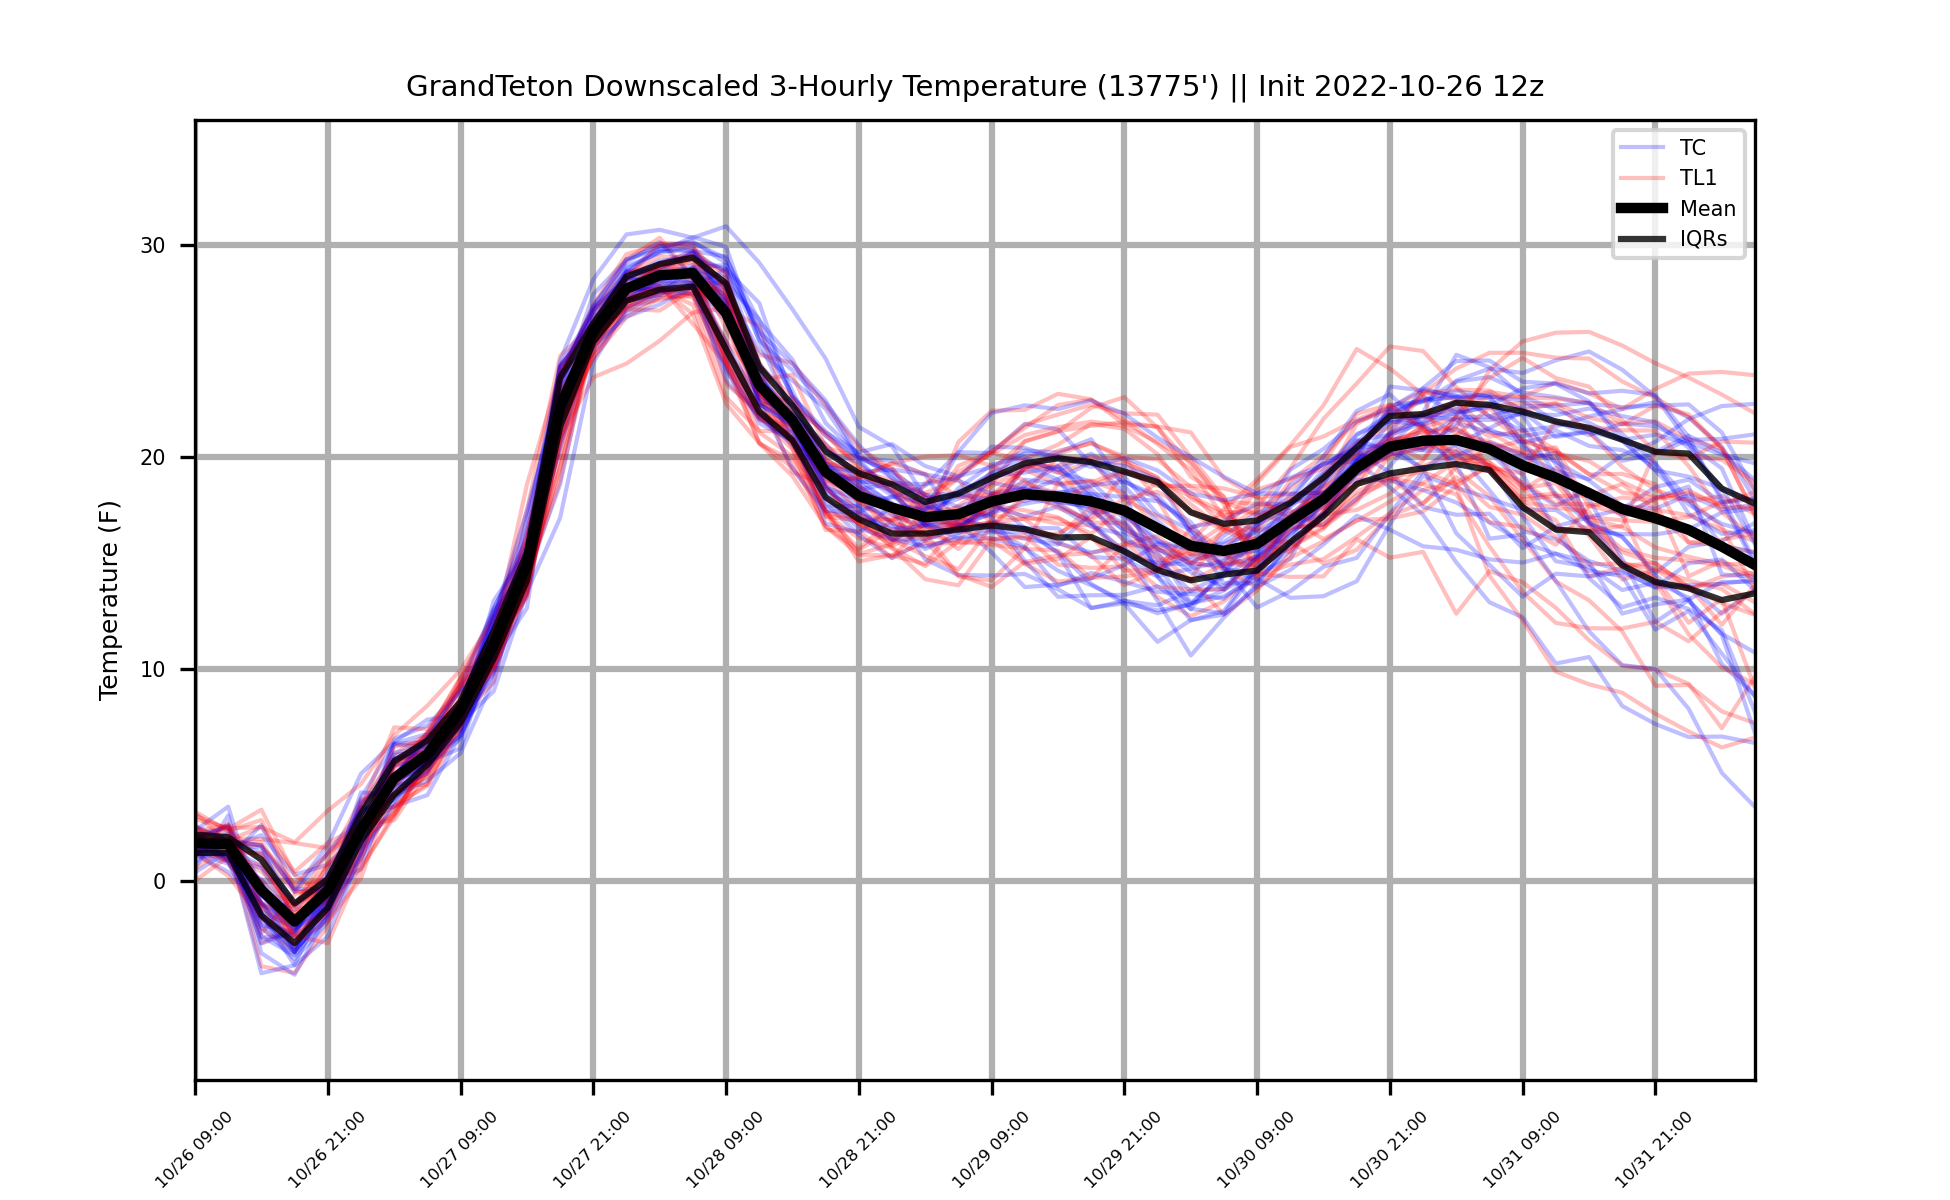 GrandTeton Downscaled 3-Hourly Temperature (13775') || Init 2022-10-26 12z
TC
TL1
Mean
IQRs
Temperature (F)
30
20
10
0
10/26 09:00
10/26 21:00
10/27 09:00
10/27 21:00
10/28 09:00
10/28 21:00
10/29 09:00
10/29 21:00
10/30 09:00
10/30 21:00
10/31 09:00
10/31 21:00